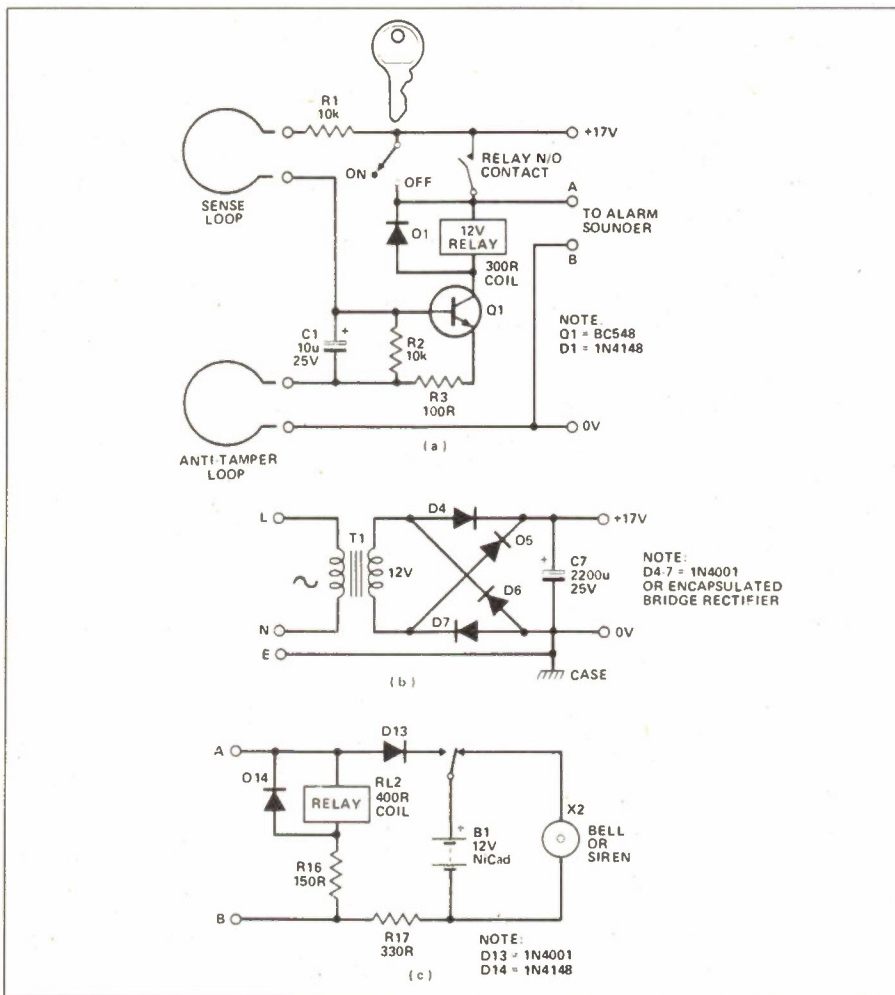 R1
10k
+17V
ON
OFF
RELAY N/O
CONTACT
A
TO ALARM
SOUNDER
B
SENSE
LOOP
D1
12V
RELAY
300R
COIL
Q1
C1
10u
25V
+
R2
10k
NOTE:
Q1 = BC548
D1 = 1N4148
R3
100R
0V
ANTI-TAMPER
LOOP
(a)
L
T1
12V
D4
D5
D6
D7
+
C7
2200u
25V
+17V
NOTE:
D4-7 = 1N4001
OR ENCAPSULATED
BRIDGE RECTIFIER
N
0V
E
CASE
(b)
A
D13
D14
RELAY
RL2
400R
COIL
+
B1
12V
NiCad
X2
BELL
OR
SIREN
R16
150R
B
R17
330R
NOTE:
D13 = 1N4001
D14 = 1N4148
(c)